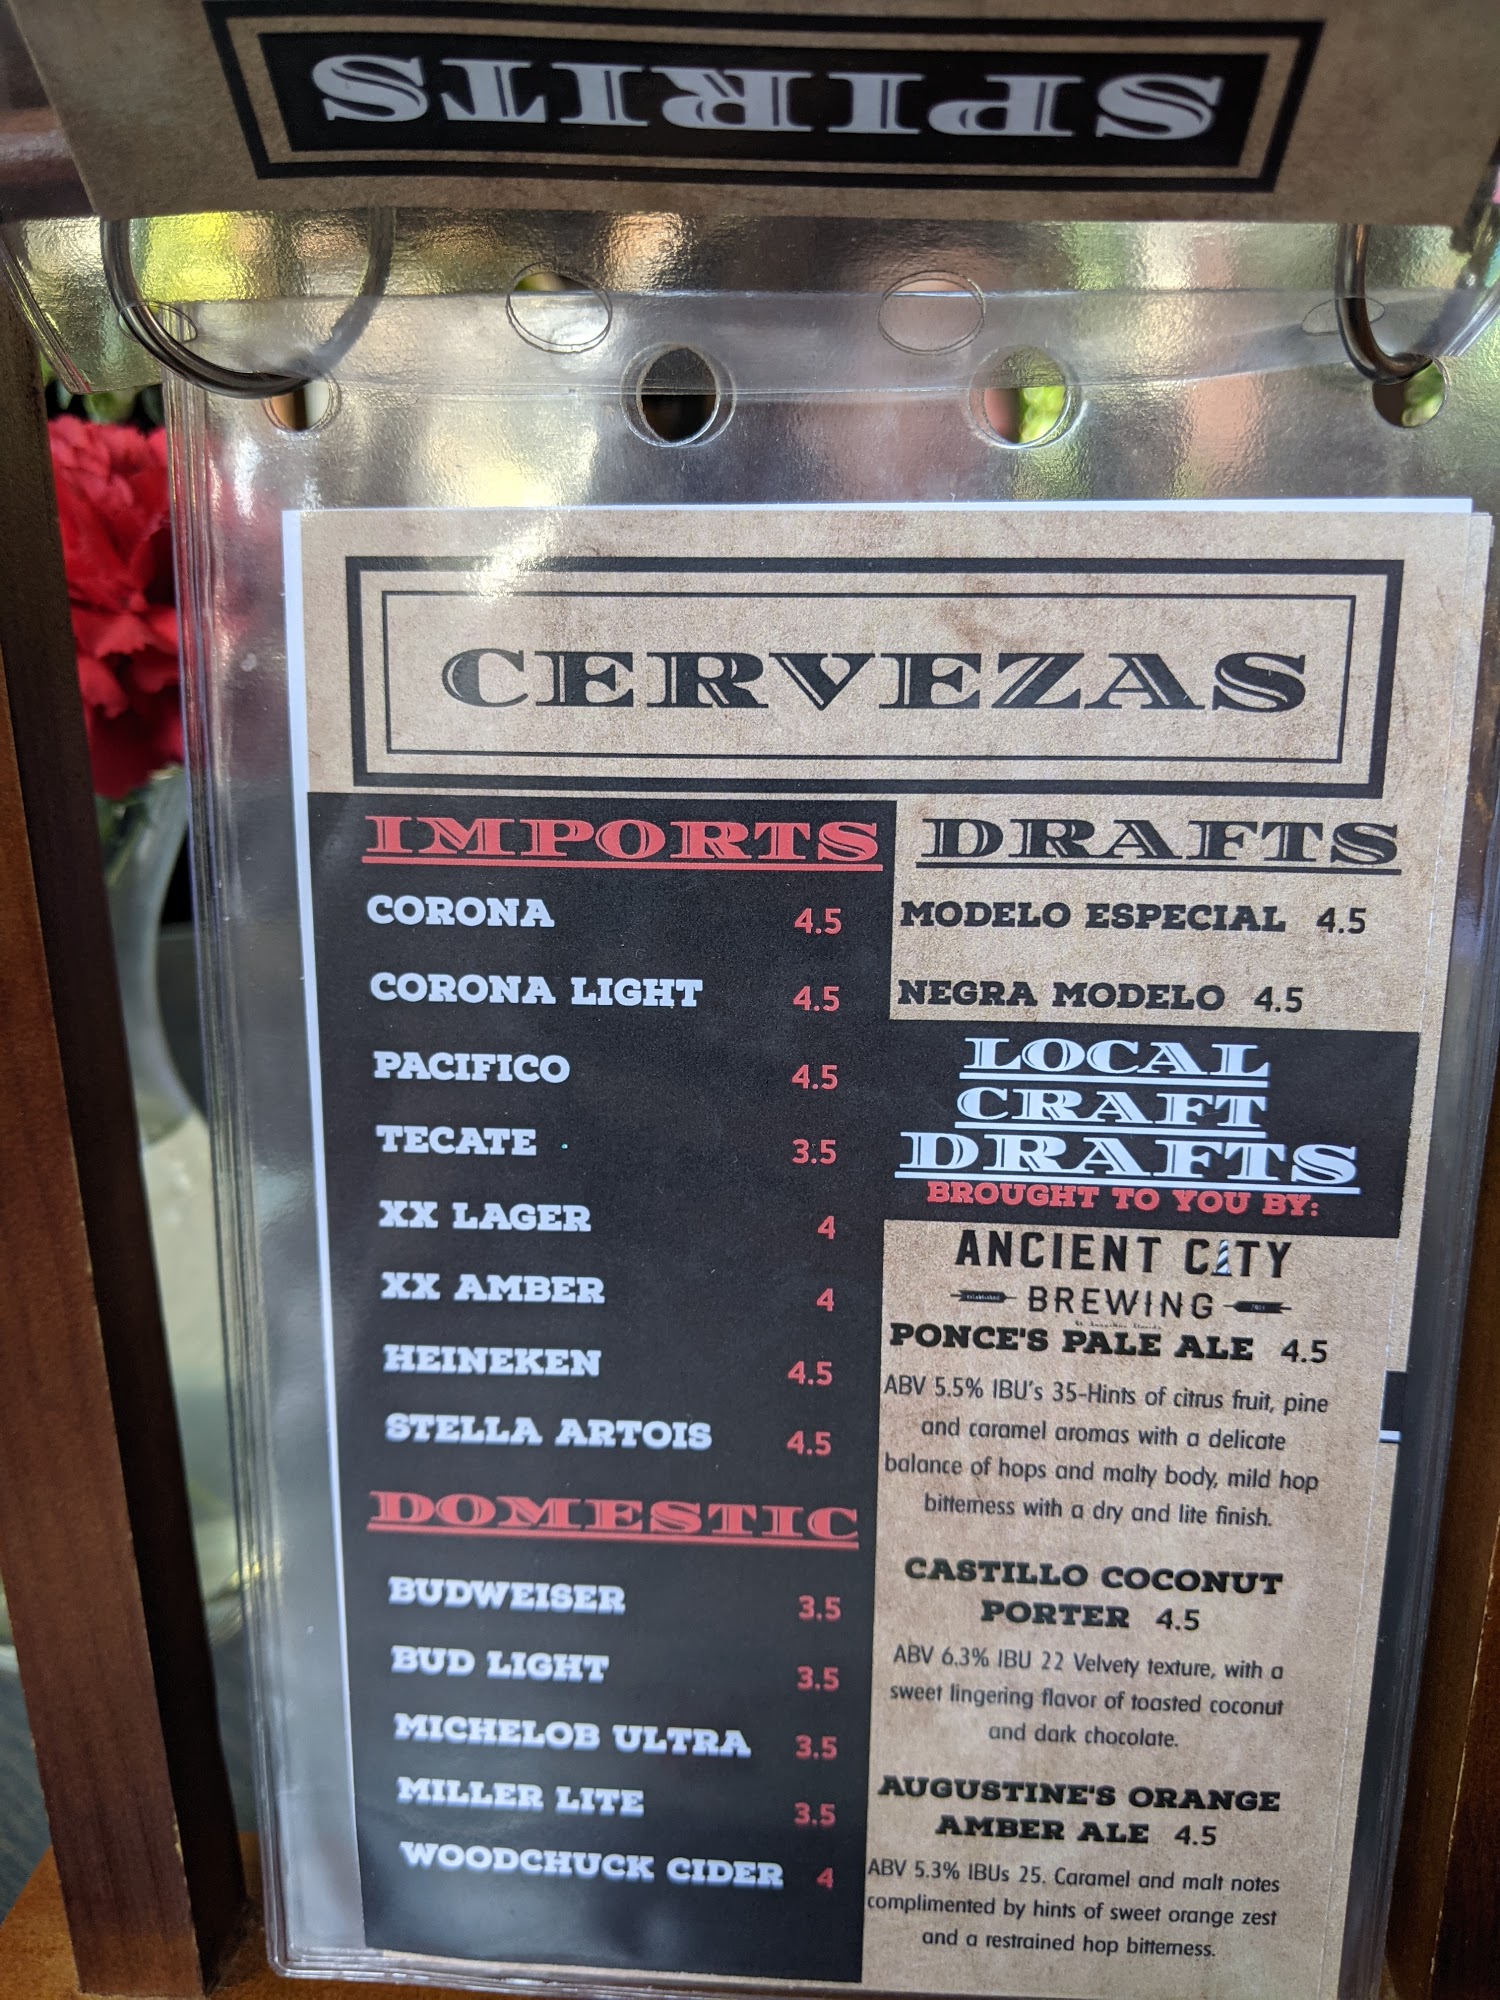 SPIRITS
CERVEZAS
IMPORTS
CORONA 4.5
CORONA LIGHT 4.5
PACIFICO 4.5
TECATE 3.5
XX LAGER 4
XX AMBER 4
HEINEKEN 4.5
STELLA ARTOIS 4.5
DOMESTIC
BUDWEISER 3.5
BUD LIGHT 3.5
MICHELOB ULTRA 3.5
MILLER LITE 3.5
WOODCHUCK CIDER 4
DRAFTS
MODELO ESPECIAL 4.5
NEGRA MODELO 4.5
LOCAL
CRAFT
DRAFTS
BROUGHT TO YOU BY:
ANCIENT CITY
BREWING
PONCE'S PALE ALE 4.5
ABV 5.5% IBU's 35-Hints of citrus fruit, pine
and caramel aromas with a delicate
balance of hops and malty body, mild hop
bitterness with a dry and lite finish.
CASTILLO COCONUT
PORTER 4.5
ABV 6.3% IBU 22 Velvety texture, with a
sweet lingering flavor of toasted coconut
and dark chocolate.
AUGUSTINE'S ORANGE
AMBER ALE 4.5
ABV 5.3% IBUs 25. Caramel and malt notes
complimented by hints of sweet orange zest
and a restrained hop bitterness.